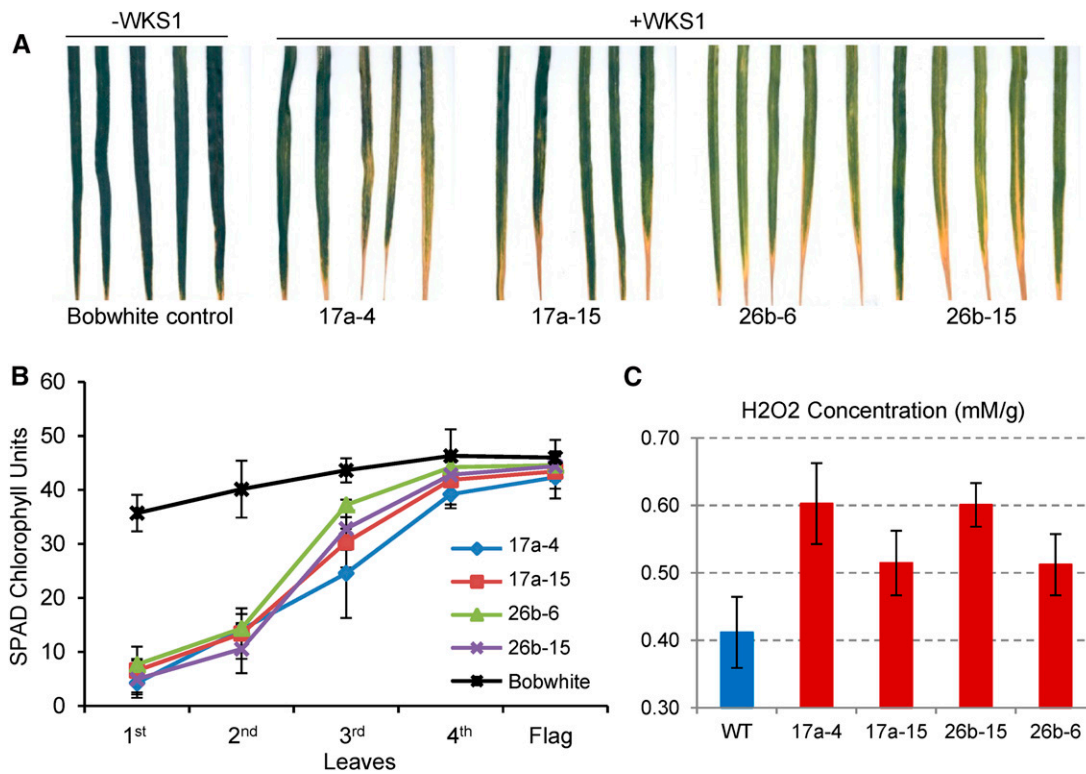 -WKS1
+WKS1
A
Bobwhite control
17a-4
17a-15
26b-6
26b-15
B
SPAD Chlorophyll Units
60
50
40
30
20
10
0
17a-4
17a-15
26b-6
26b-15
Bobwhite
1st
2nd
3rd
4th
Flag
Leaves
C
H2O2 Concentration (mM/g)
0.70
0.60
0.50
0.40
0.30
WT
17a-4
17a-15
26b-15
26b-6